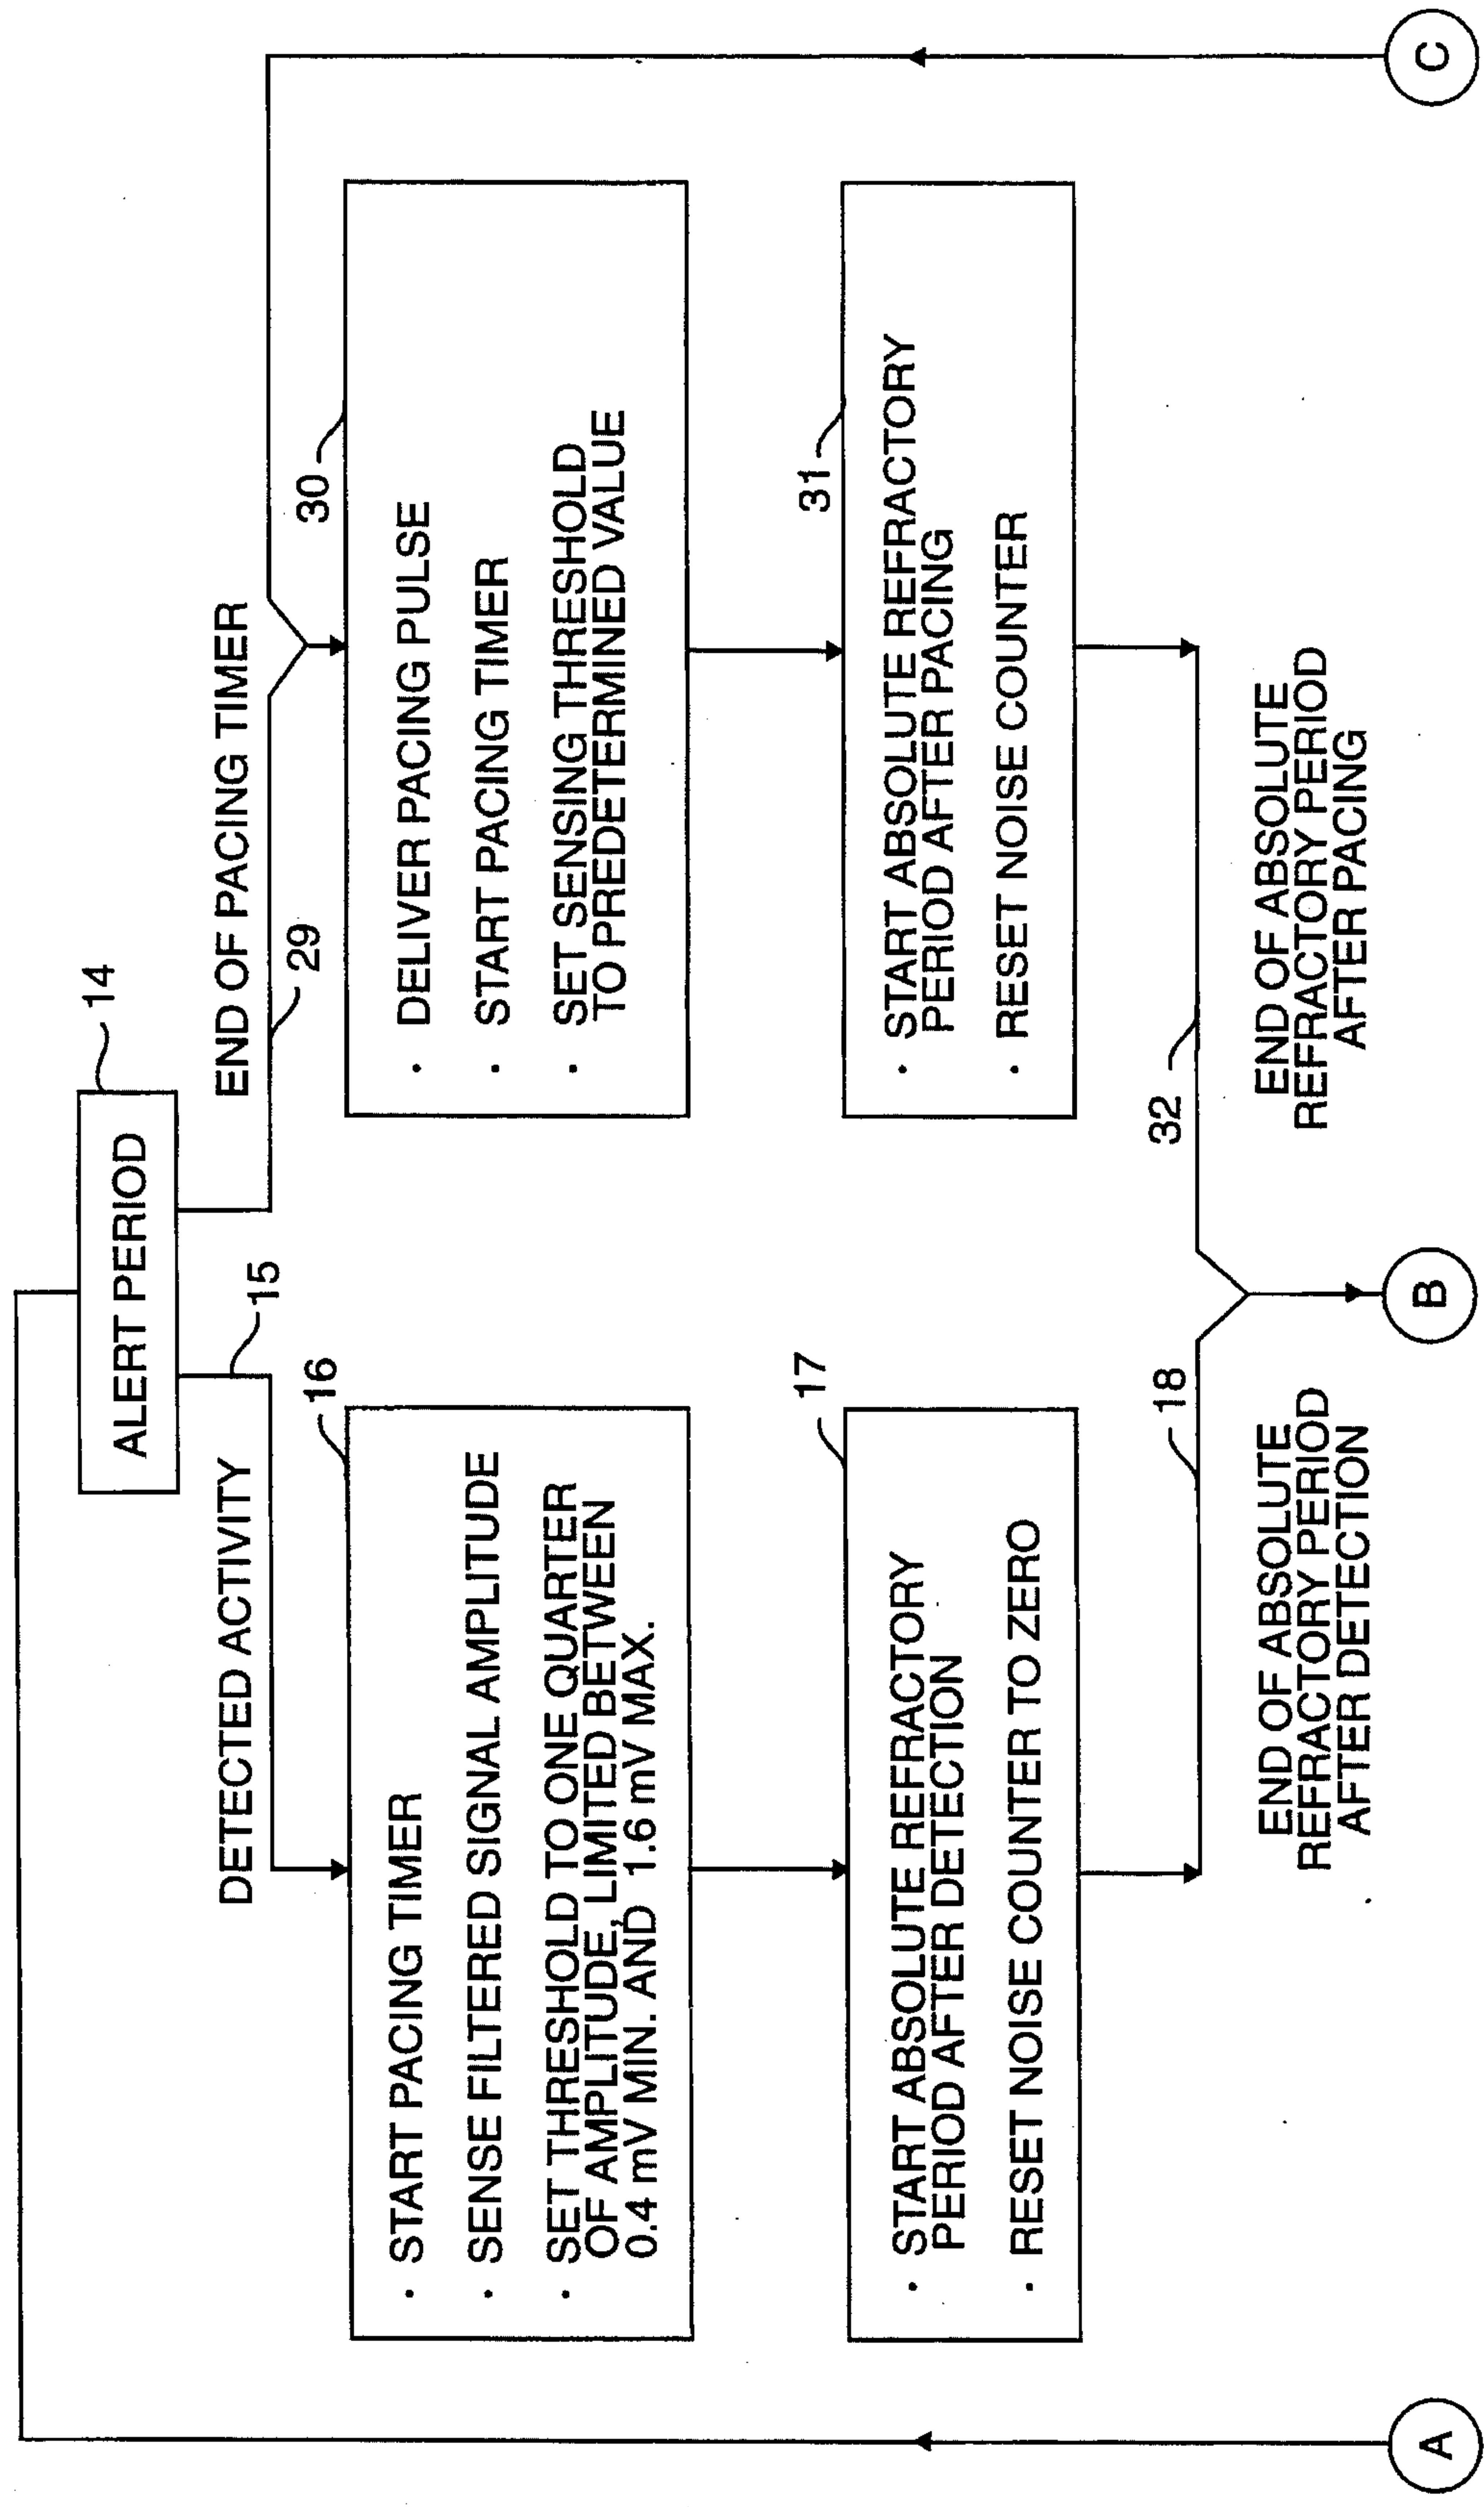 14
ALERT PERIOD
15
DETECTED ACTIVITY
END OF PACING TIMER
29
16
· START PACING TIMER
· SENSE FILTERED SIGNAL AMPLITUDE
· SET THRESHOLD TO ONE QUARTER
OF AMPLITUDE, LIMITED BETWEEN
0.4 mV MIN. AND 1.6 mV MAX.
30
· DELIVER PACING PULSE
· START PACING TIMER
· SET SENSING THRESHOLD
TO PREDETERMINED VALUE
17
· START ABSOLUTE REFRACTORY
PERIOD AFTER DETECTION
· RESET NOISE COUNTER TO ZERO
31
· START ABSOLUTE REFRACTORY
PERIOD AFTER PACING
· RESET NOISE COUNTER
18
32
END OF ABSOLUTE
REFRACTORY PERIOD
AFTER DETECTION
END OF ABSOLUTE
REFRACTORY PERIOD
AFTER PACING
A
B
C